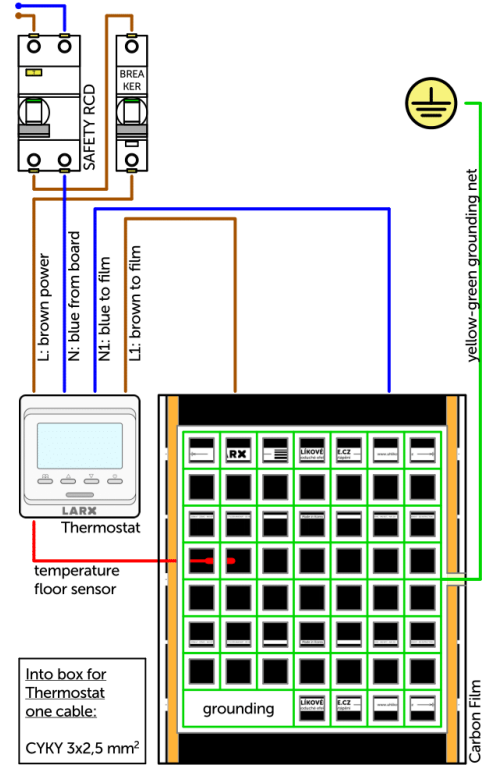 BREA
KER
SAFETY RCD
L: brown power
N: blue from board
N1: blue to film
L1: brown to film
yellow-green grounding net
LARX
Thermostat
temperature
floor sensor
RX
LÍKOVÉ
E.CZ
grounding
LÍKOVÉ
E.CZ
Into box for
Thermostat
one cable:
CYKY 3x2,5 mm²
Carbon Film